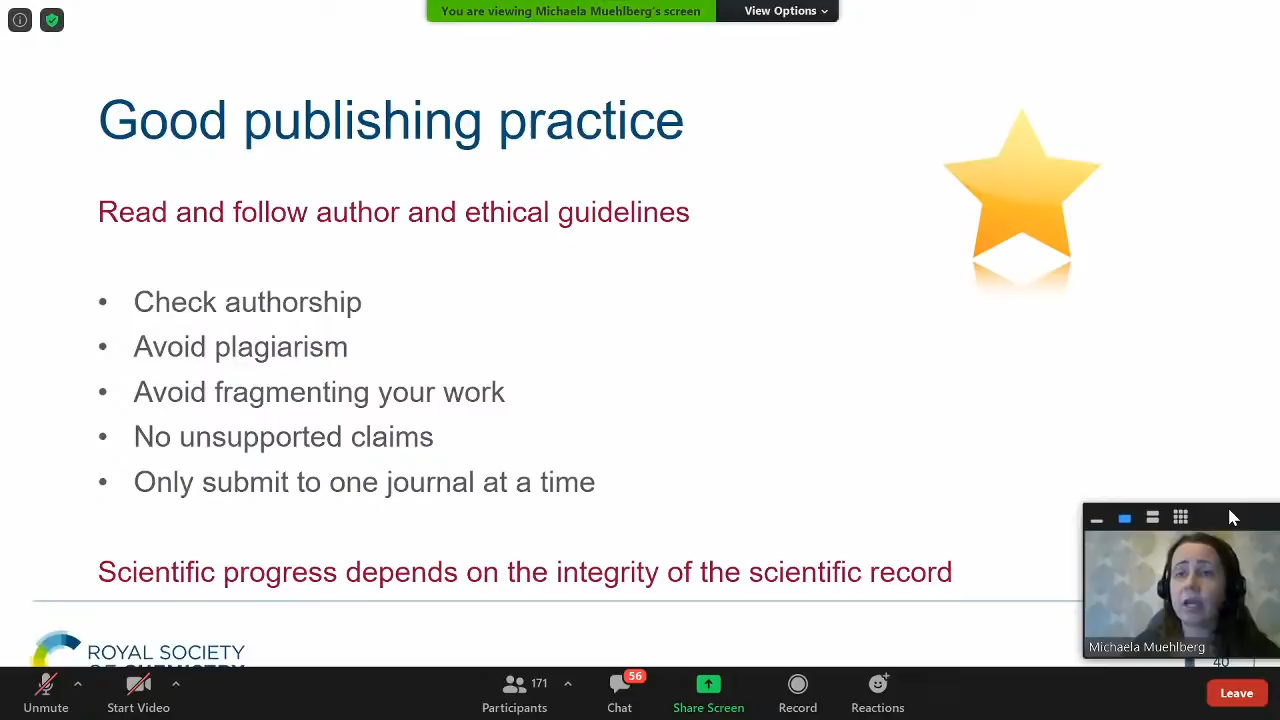 You are viewing Michaela Muehlberg's screen
View Options
Good publishing practice
Read and follow author and ethical guidelines
• Check authorship
• Avoid plagiarism
• Avoid fragmenting your work
• No unsupported claims
• Only submit to one journal at a time
Scientific progress depends on the integrity of the scientific record
Michaela Muehlberg
ROYAL SOCIETY
OF CHEMISTRY
40
171
56
Unmute
Start Video
Participants
Chat
Share Screen
Record
Reactions
Leave